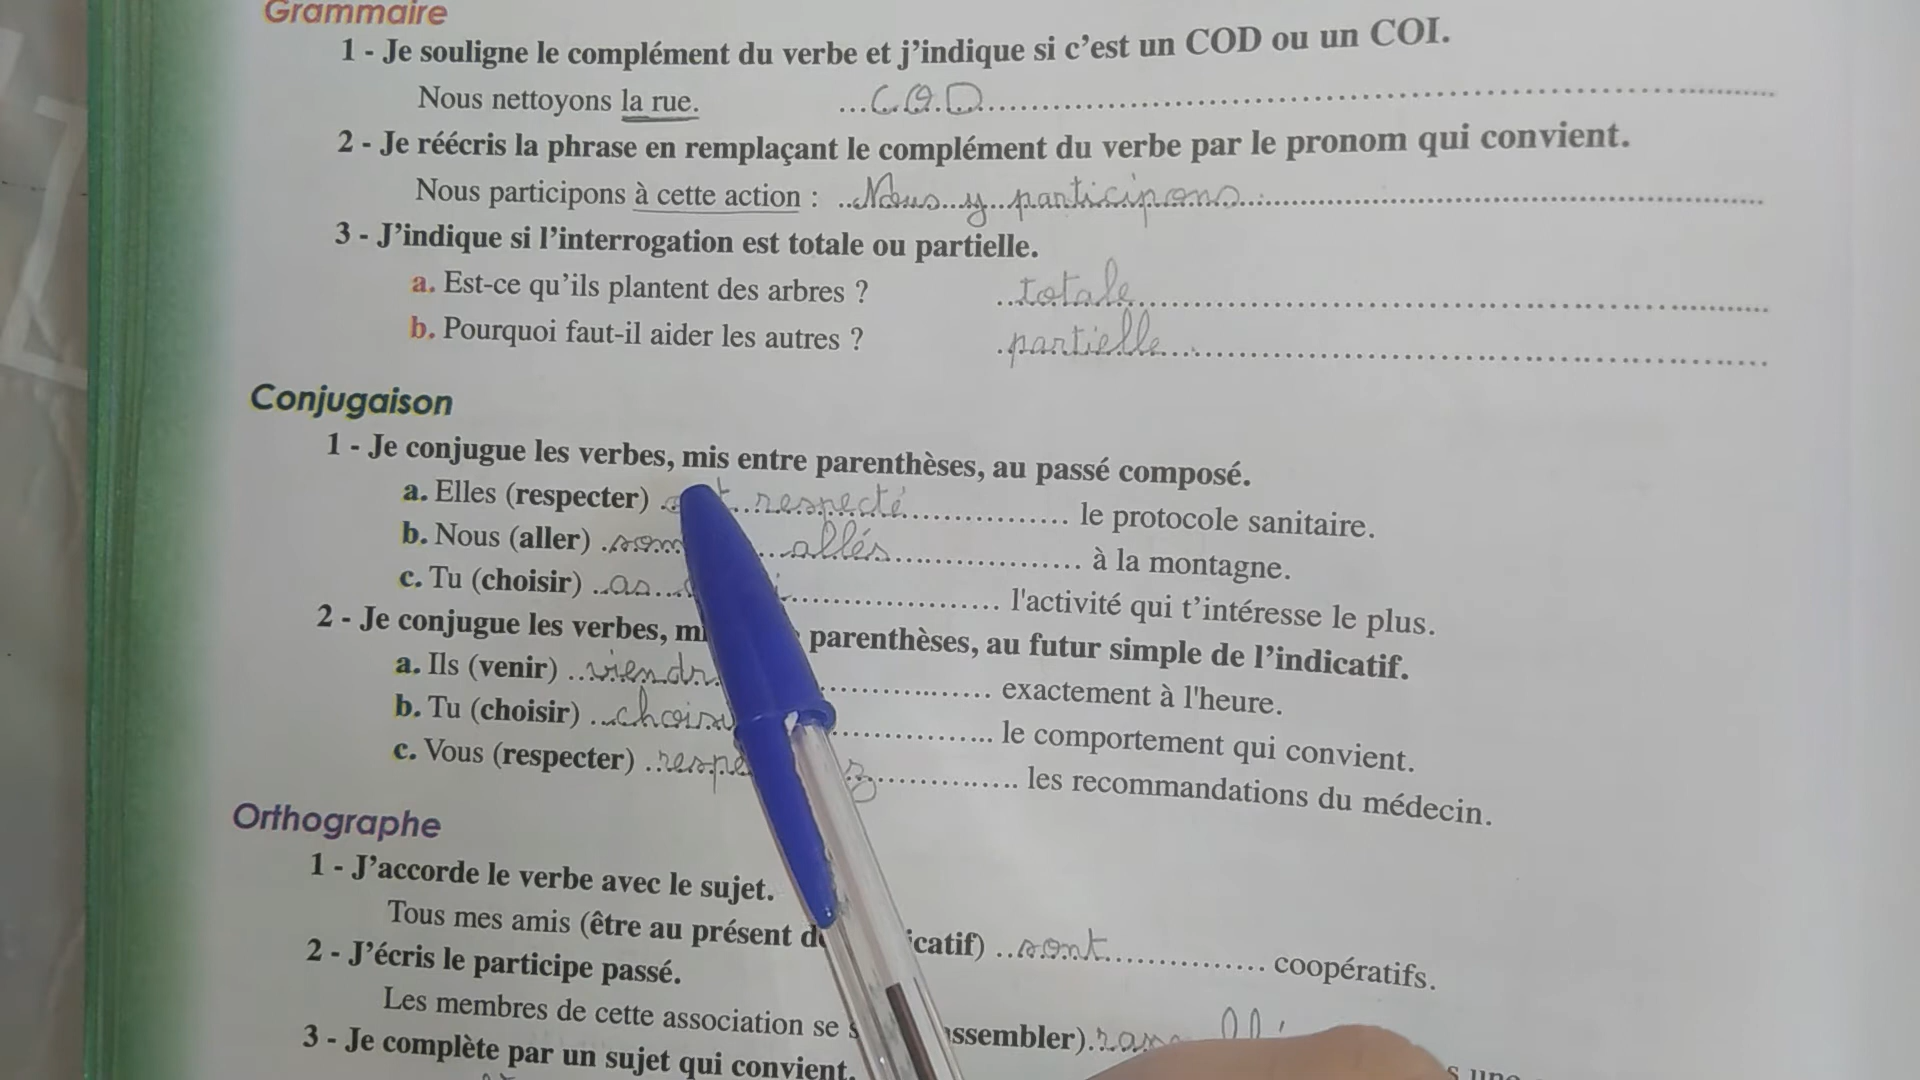 Grammaire
1 - Je souligne le complément du verbe et j'indique si c'est un COD ou un COI.
Nous nettoyons la rue. ...C.O.D...
2 - Je réécris la phrase en remplaçant le complément du verbe par le pronom qui convient.
Nous participons à cette action : ..Nous y participons...
3 - J'indique si l'interrogation est totale ou partielle.
a. Est-ce qu'ils plantent des arbres ? ..totale...
b. Pourquoi faut-il aider les autres ? .partielle...
Conjugaison
1 - Je conjugue les verbes, mis entre parenthèses, au passé composé.
a. Elles (respecter) respecté ... le protocole sanitaire.
b. Nous (aller) allés ... à la montagne.
c. Tu (choisir) ..as... l'activité qui t'intéresse le plus.
2 - Je conjugue les verbes, parenthèses, au futur simple de l'indicatif.
a. Ils (venir) ..viendr ... exactement à l'heure.
b. Tu (choisir) ... le comportement qui convient.
c. Vous (respecter) .respe z ... les recommandations du médecin.
Orthographe
1 - J'accorde le verbe avec le sujet.
Tous mes amis (être au présent icatif) ..sont... coopératifs.
2 - J'écris le participe passé.
Les membres de cette association se ssembler)
3 - Je complète par un sujet qui convient.